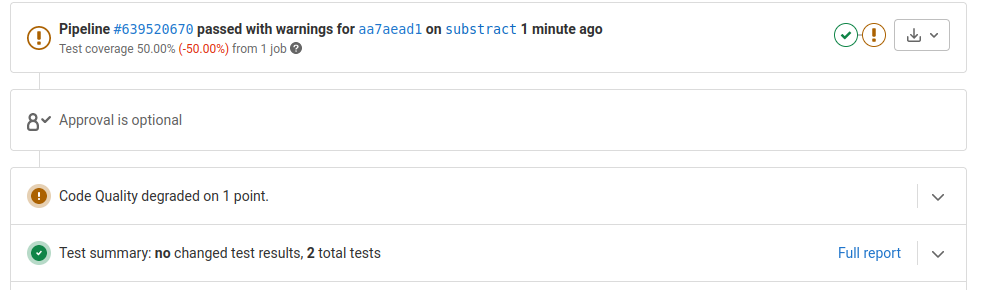 Pipeline #639520670 passed with warnings for aa7aead1 on substract 1 minute ago
Test coverage 50.00% (-50.00%) from 1 job ?
Approval is optional
Code Quality degraded on 1 point.
Test summary: no changed test results, 2 total tests
Full report